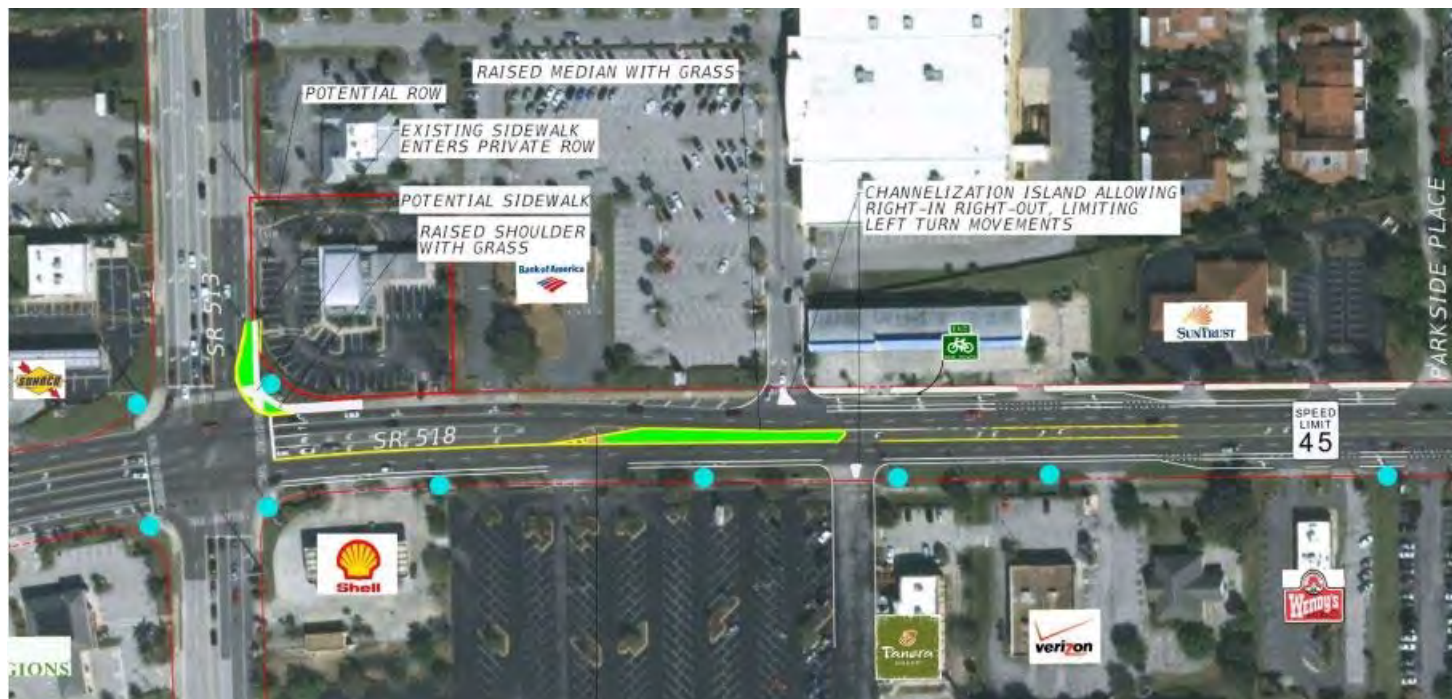 RAISED MEDIAN WITH GRASS
POTENTIAL ROW
EXISTING SIDEWALK
ENTERS PRIVATE ROW
POTENTIAL SIDEWALK
RAISED SHOULDER
WITH GRASS
CHANNELIZATION ISLAND ALLOWING
RIGHT-IN RIGHT-OUT, LIMITING
LEFT TURN MOVEMENTS
PARKSIDE PLACE
SR 513
Bank of America
SUNTRUST
SUNOCO
SR 518
SPEED
LIMIT
45
Shell
WENDY'S
Panera
verizon
GIONS